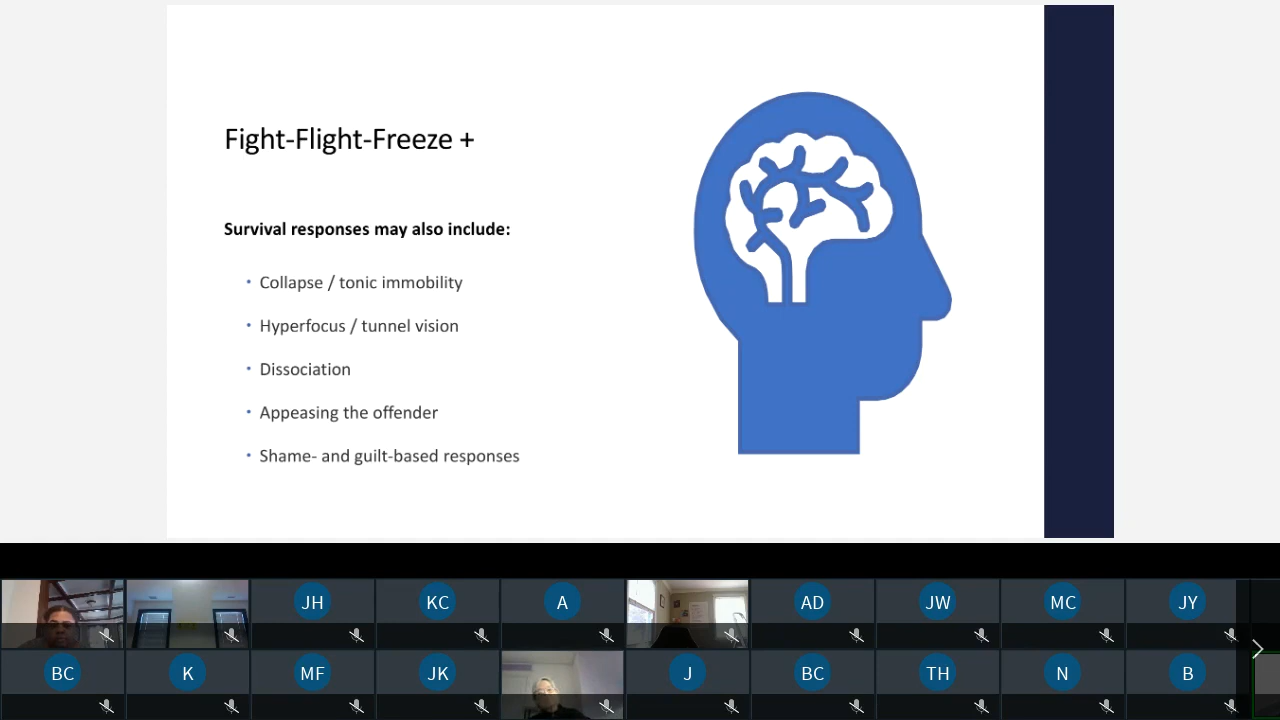 Fight-Flight-Freeze +
Survival responses may also include:
• Collapse / tonic immobility
• Hyperfocus / tunnel vision
• Dissociation
• Appeasing the offender
• Shame- and guilt-based responses
JH
KC
A
AD
JW
MC
JY
BC
K
MF
JK
J
BC
TH
N
B